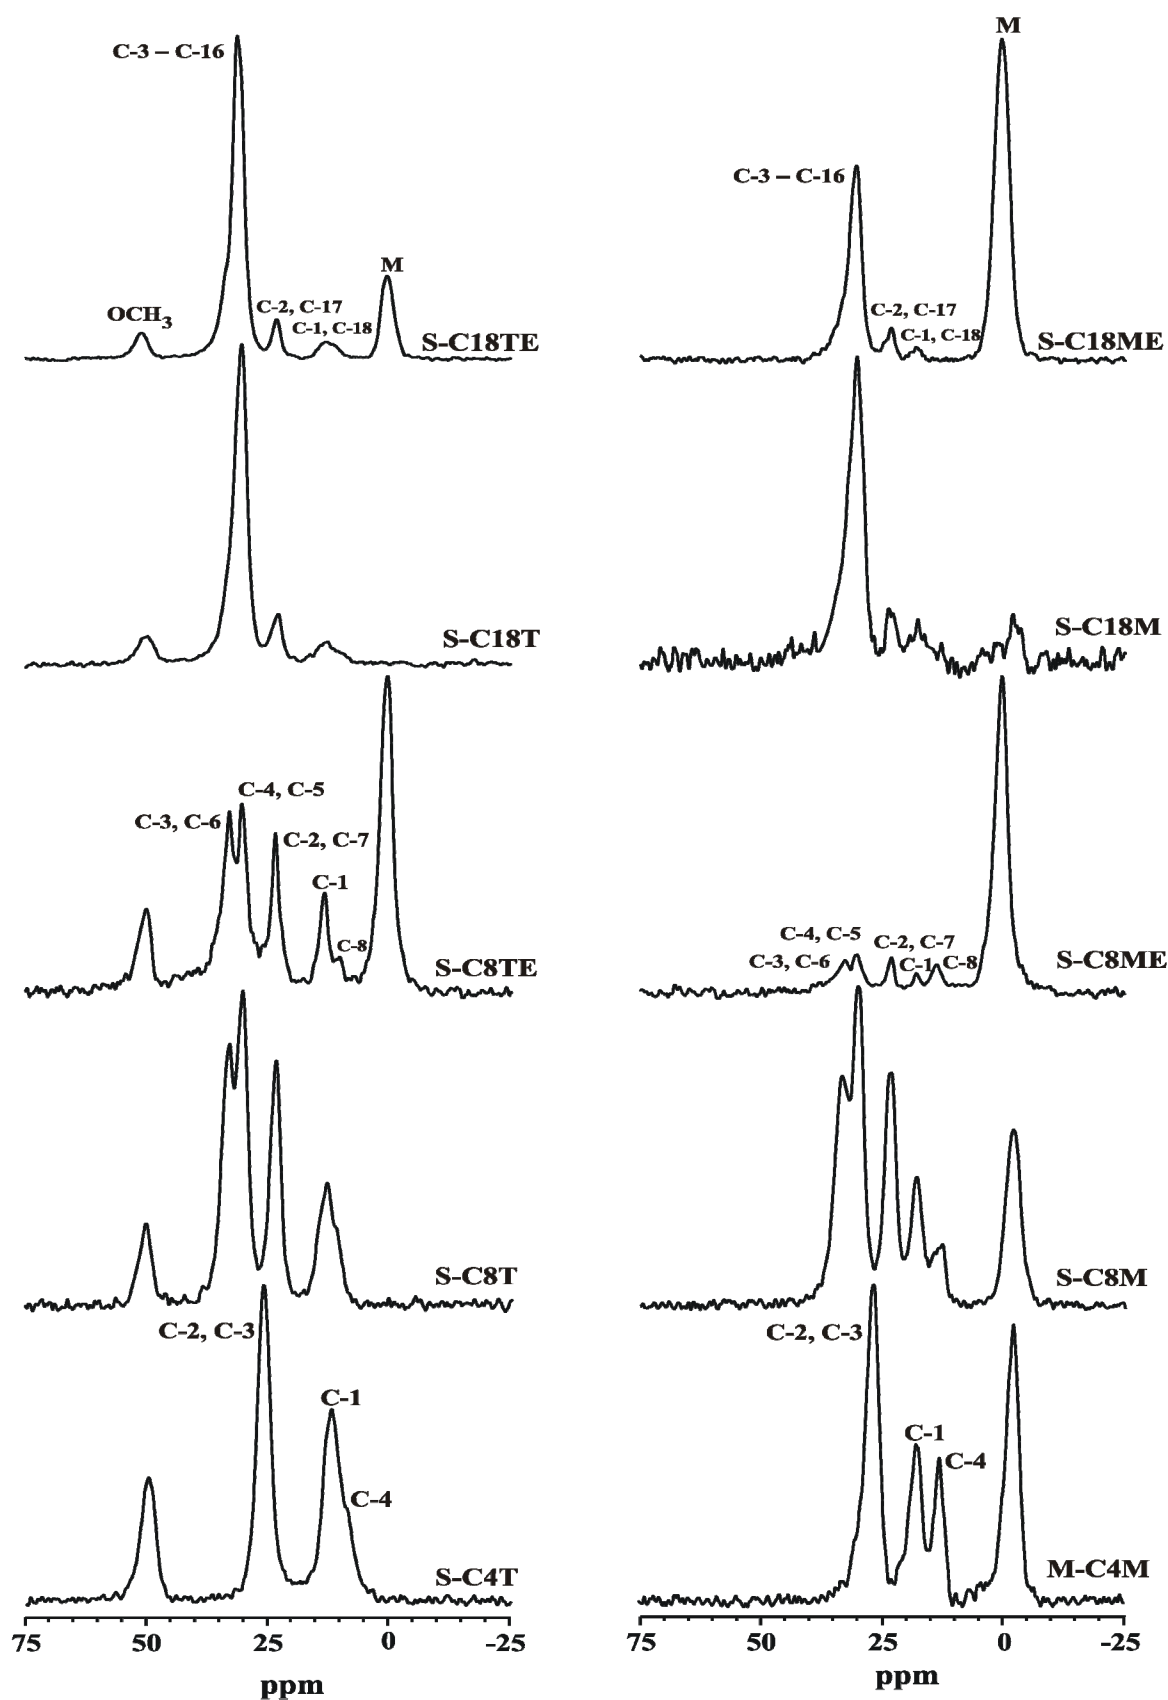 C-3 – C-16
M
OCH3
C-2, C-17
C-1, C-18
S-C18TE
S-C18T
C-4, C-5
C-3, C-6
C-2, C-7
C-1
C-8
S-C8TE
S-C8T
C-2, C-3
C-1
C-4
S-C4T
75 50 25 0 -25
ppm
M
C-3 – C-16
C-2, C-17
C-1, C-18
S-C18ME
S-C18M
C-4, C-5
C-2, C-7
C-3, C-6
C-1
C-8
S-C8ME
S-C8M
C-2, C-3
C-1
C-4
M-C4M
75 50 25 0 -25
ppm